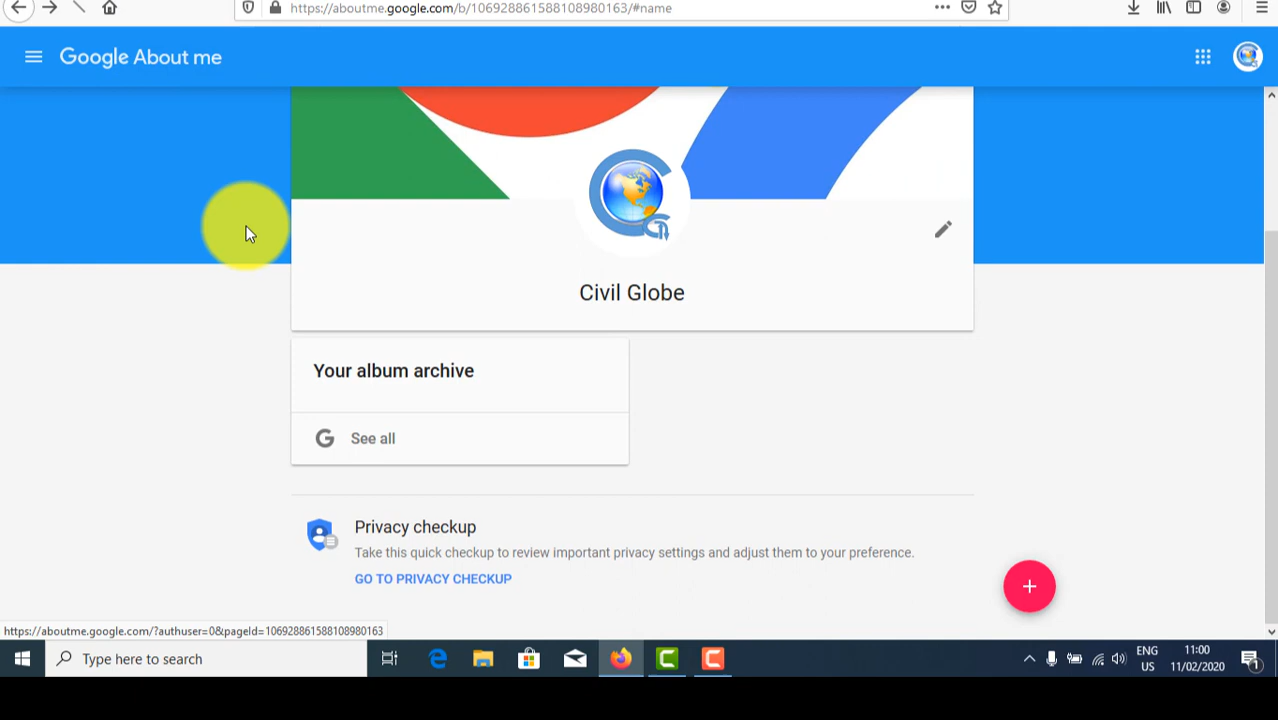 https://aboutme.google.com/b/106928861588108980163/#name
Google About me
Civil Globe
Your album archive
G See all
Privacy checkup
Take this quick checkup to review important privacy settings and adjust them to your preference.
GO TO PRIVACY CHECKUP
https://aboutme.google.com/?authuser=0&pageId=106928861588108980163
Type here to search
ENG
US
11:00
11/02/2020
1